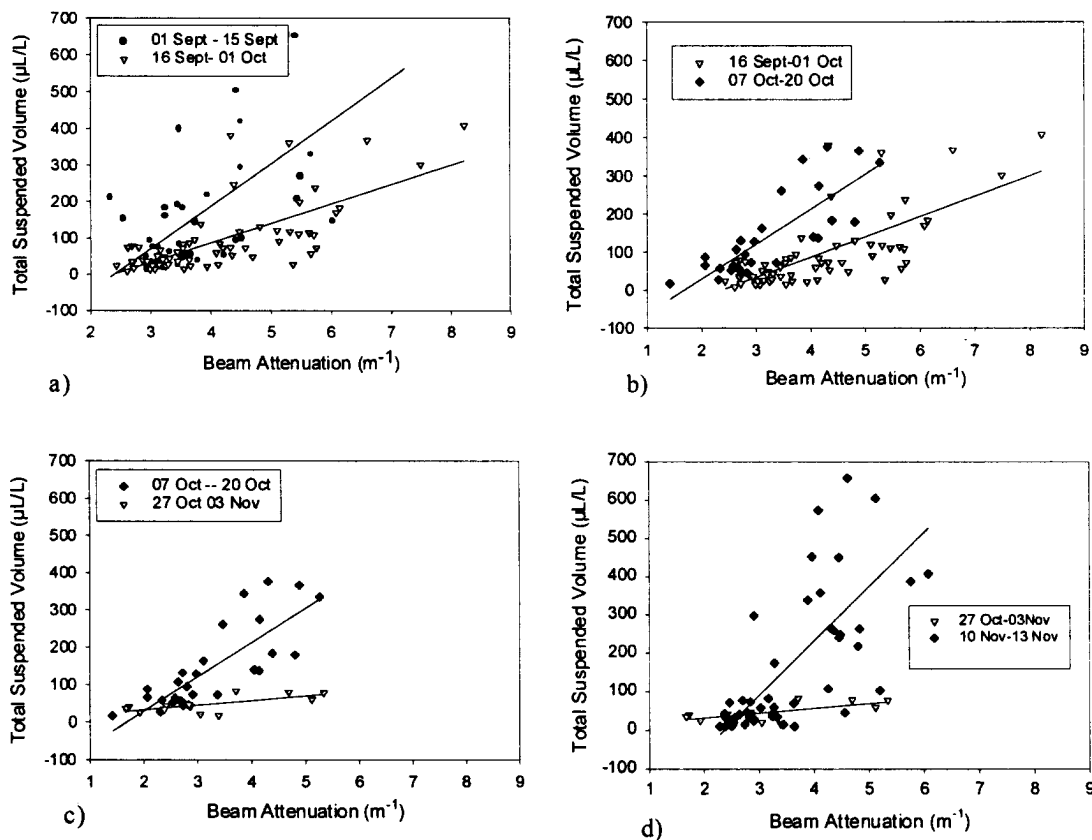 Total Suspended Volume (µL/L)
700
600
500
400
300
200
100
0
-100
01 Sept - 15 Sept
16 Sept- 01 Oct
2 3 4 5 6 7 8 9
Beam Attenuation (m-1)
a)
Total Suspended Volume (µL/L)
700
600
500
400
300
200
100
0
-100
16 Sept-01 Oct
07 Oct-20 Oct
1 2 3 4 5 6 7 8 9
Beam Attenuation (m-1)
b)
Total Suspended Volume (µL/L)
700
600
500
400
300
200
100
0
-100
07 Oct -- 20 Oct
27 Oct 03 Nov
1 2 3 4 5 6 7 8 9
Beam Attenuation (m-1)
c)
Total Suspended Volume (µL/L)
700
600
500
400
300
200
100
0
-100
27 Oct-03Nov
10 Nov-13 Nov
1 2 3 4 5 6 7 8 9
Beam Attenuation (m-1)
d)